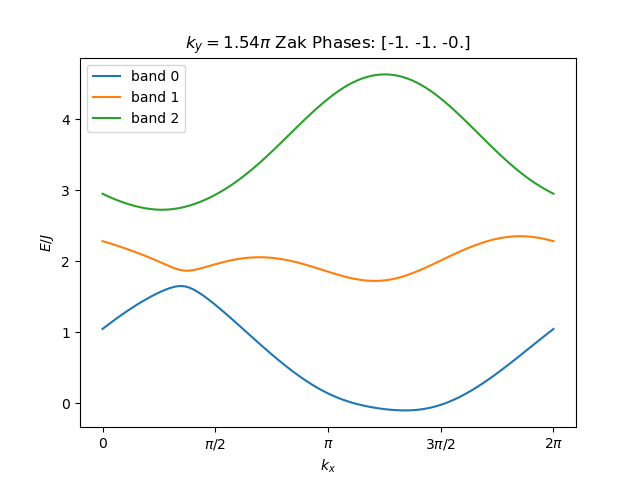 $k_y = 1.54\pi$ Zak Phases: [-1. -1. -0.]
band 0
band 1
band 2
4
3
2
1
0
E/J
0
π/2
π
3π/2
2π
$k_x$